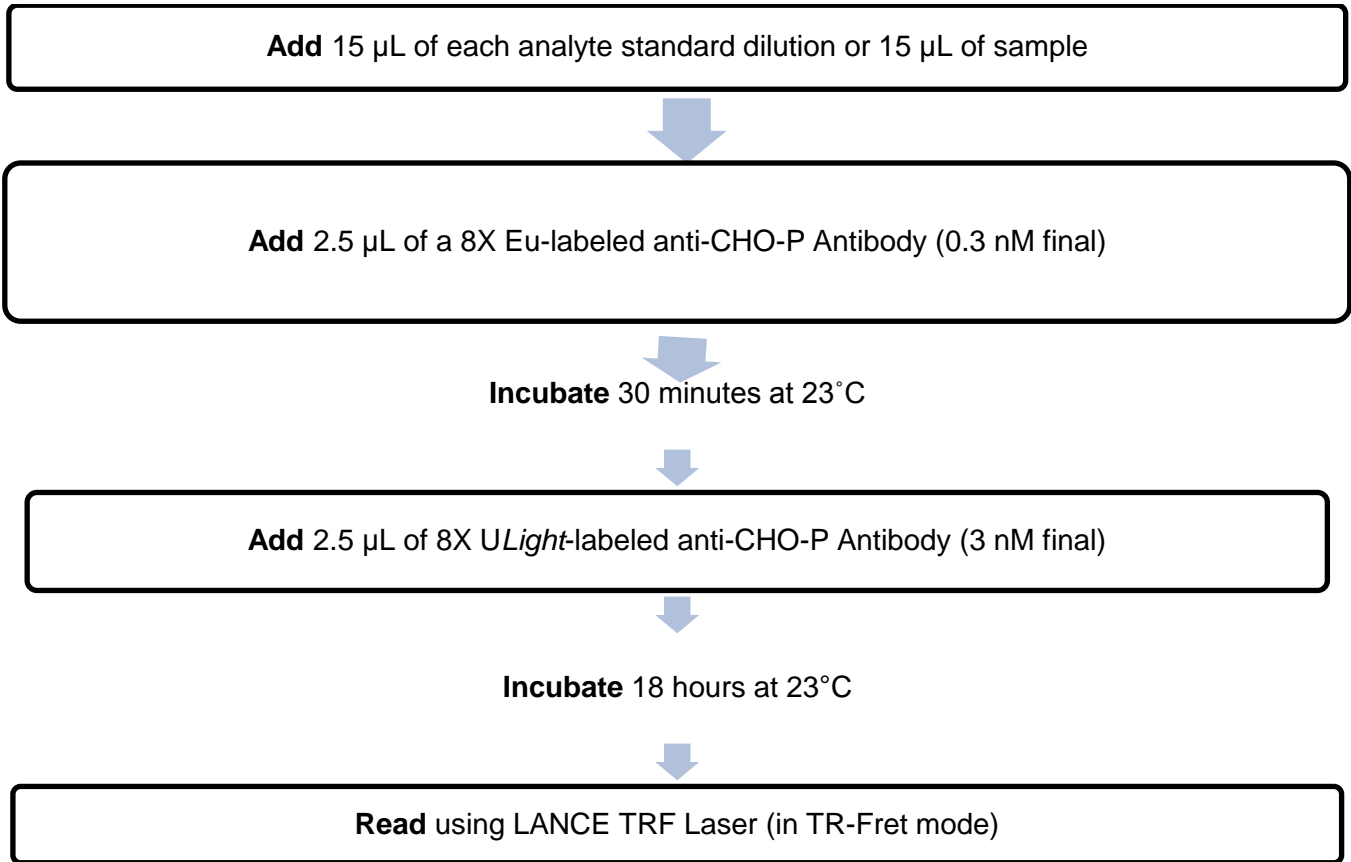 Add 15 µL of each analyte standard dilution or 15 µL of sample
Add 2.5 µL of a 8X Eu-labeled anti-CHO-P Antibody (0.3 nM final)
Incubate 30 minutes at 23˚C
Add 2.5 µL of 8X ULight-labeled anti-CHO-P Antibody (3 nM final)
Incubate 18 hours at 23°C
Read using LANCE TRF Laser (in TR-Fret mode)